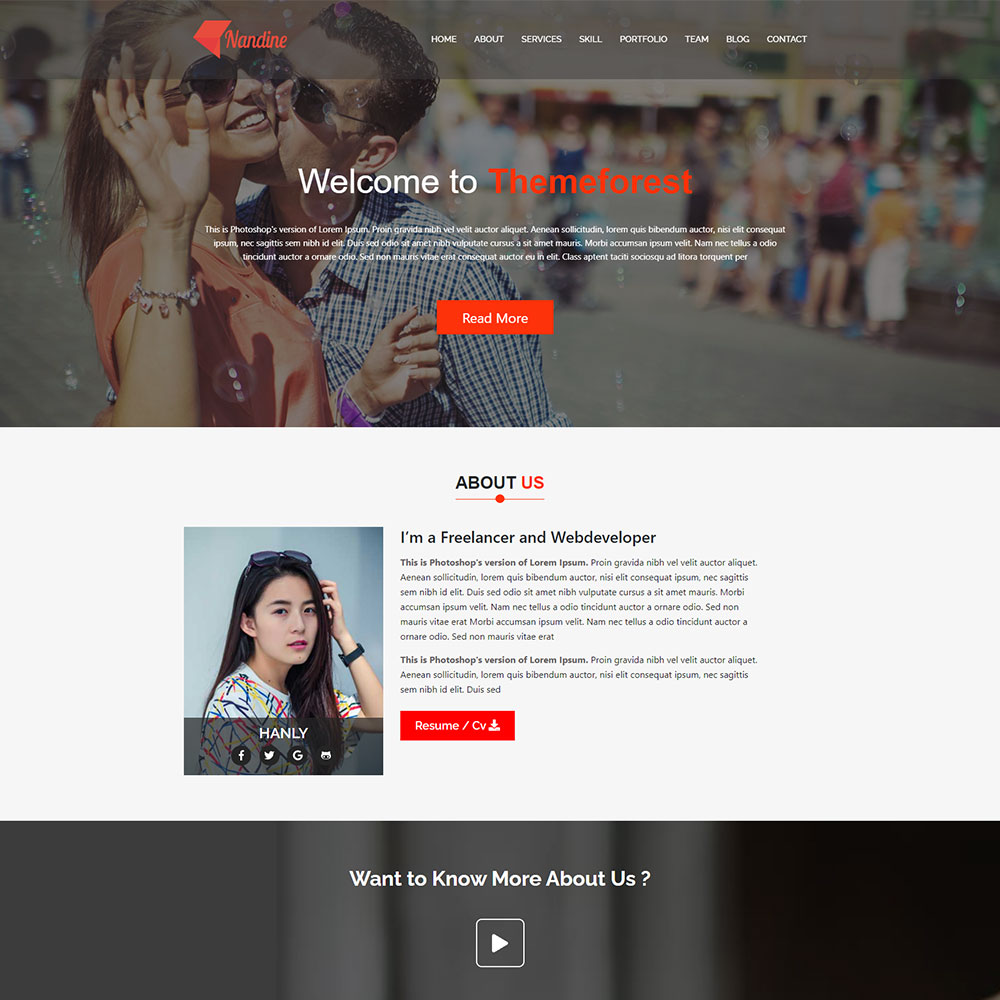 Nandine
HOME ABOUT SERVICES SKILL PORTFOLIO TEAM BLOG CONTACT
Welcome to Themeforest
This is Photoshop's version of Lorem Ipsum. Proin gravida nibh vel velit auctor aliquet. Aenean sollicitudin, lorem quis bibendum auctor, nisi elit consequat
ipsum, nec sagittis sem nibh id elit. Duis sed odio sit amet nibh vulputate cursus a sit amet mauris. Morbi accumsan ipsum velit. Nam nec tellus a odio
tincidunt auctor a ornare odio. Sed non mauris vitae erat consequat auctor eu in elit. Class aptent taciti sociosqu ad litora torquent per
Read More
ABOUT US
I'm a Freelancer and Webdeveloper
This is Photoshop's version of Lorem Ipsum. Proin gravida nibh vel velit auctor aliquet.
Aenean sollicitudin, lorem quis bibendum auctor, nisi elit consequat ipsum, nec sagittis
sem nibh id elit. Duis sed odio sit amet nibh vulputate cursus a sit amet mauris. Morbi
accumsan ipsum velit. Nam nec tellus a odio tincidunt auctor a ornare odio. Sed non
mauris vitae erat Morbi accumsan ipsum velit. Nam nec tellus a odio tincidunt auctor a
ornare odio. Sed non mauris vitae erat
This is Photoshop's version of Lorem Ipsum. Proin gravida nibh vel velit auctor aliquet.
Aenean sollicitudin, lorem quis bibendum auctor, nisi elit consequat ipsum, nec sagittis
sem nibh id elit. Duis sed
Resume / Cv
HANLY
Want to Know More About Us ?